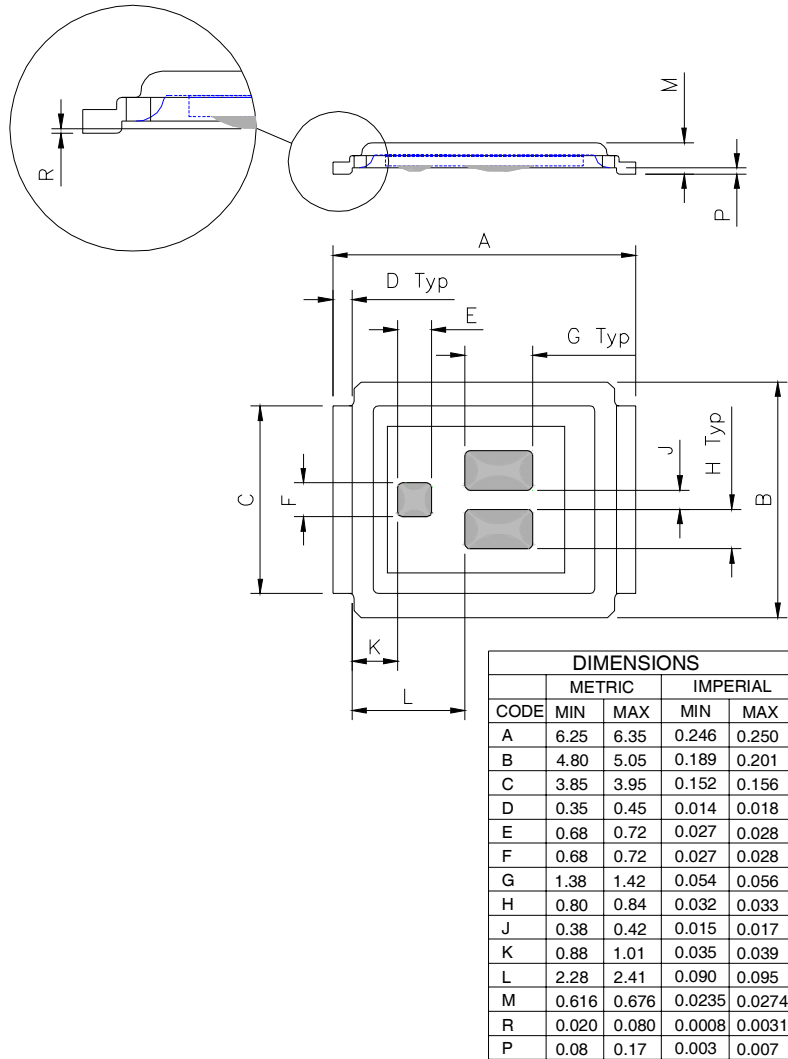 M
R
P
A
D Typ
E
G Typ
J
H Typ
C
F
B
K
L
DIMENSIONS
METRIC IMPERIAL
CODE MIN MAX MIN MAX
A 6.25 6.35 0.246 0.250
B 4.80 5.05 0.189 0.201
C 3.85 3.95 0.152 0.156
D 0.35 0.45 0.014 0.018
E 0.68 0.72 0.027 0.028
F 0.68 0.72 0.027 0.028
G 1.38 1.42 0.054 0.056
H 0.80 0.84 0.032 0.033
J 0.38 0.42 0.015 0.017
K 0.88 1.01 0.035 0.039
L 2.28 2.41 0.090 0.095
M 0.616 0.676 0.0235 0.0274
R 0.020 0.080 0.0008 0.0031
P 0.08 0.17 0.003 0.007